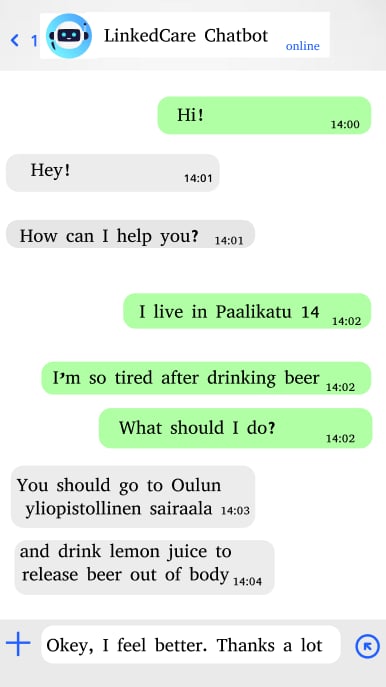 1 LinkedCare Chatbot
online
Hi!
14:00
Hey!
14:01
How can I help you? 14:01
I live in Paalikatu 14
14:02
I'm so tired after drinking beer 14:02
What should I do?
14:02
You should go to Oulun
yliopistollinen sairaala 14:03
and drink lemon juice to
release beer out of body 14:04
Okey, I feel better. Thanks a lot